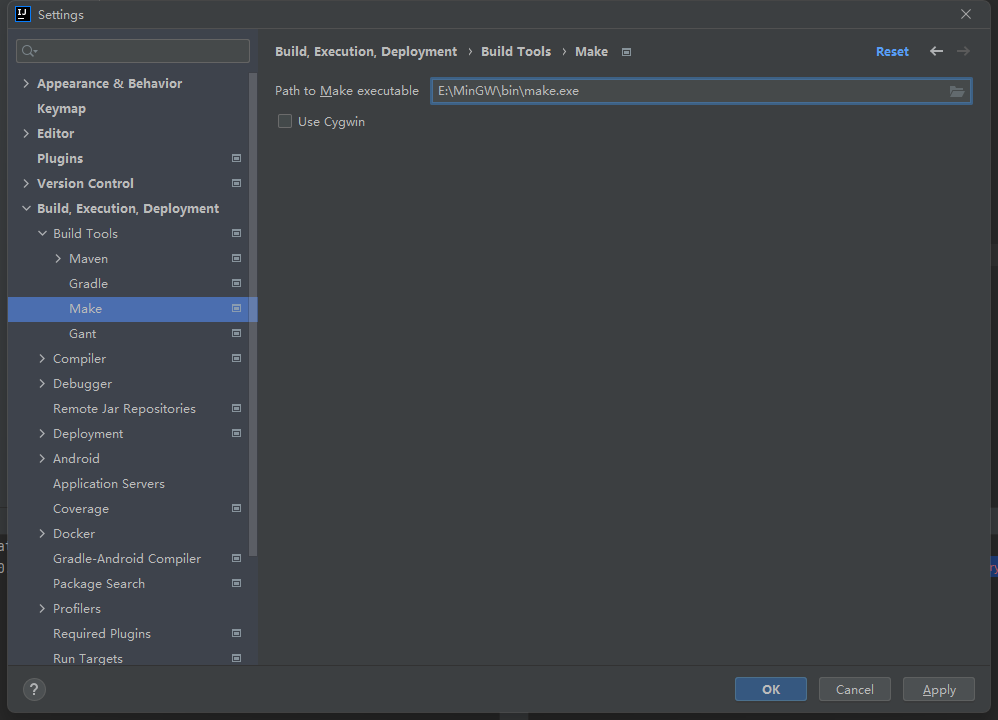 Settings
Build, Execution, Deployment › Build Tools › Make Reset
Path to Make executable E:\MinGW\bin\make.exe
Use Cygwin
Appearance & Behavior
Keymap
Editor
Plugins
Version Control
Build, Execution, Deployment
Build Tools
Maven
Gradle
Make
Gant
Compiler
Debugger
Remote Jar Repositories
Deployment
Android
Application Servers
Coverage
Docker
Gradle-Android Compiler
Package Search
Profilers
Required Plugins
Run Targets
? OK Cancel Apply